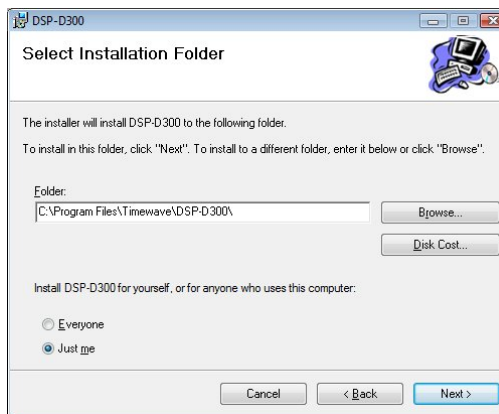 DSP-D300
Select Installation Folder
The installer will install DSP-D300 to the following folder.
To install in this folder, click "Next". To install to a different folder, enter it below or click "Browse".
Folder:
C:\Program Files\Timewave\DSP-D300\
Browse...
Disk Cost...
Install DSP-D300 for yourself, or for anyone who uses this computer:
Everyone
Just me
Cancel
< Back
Next >